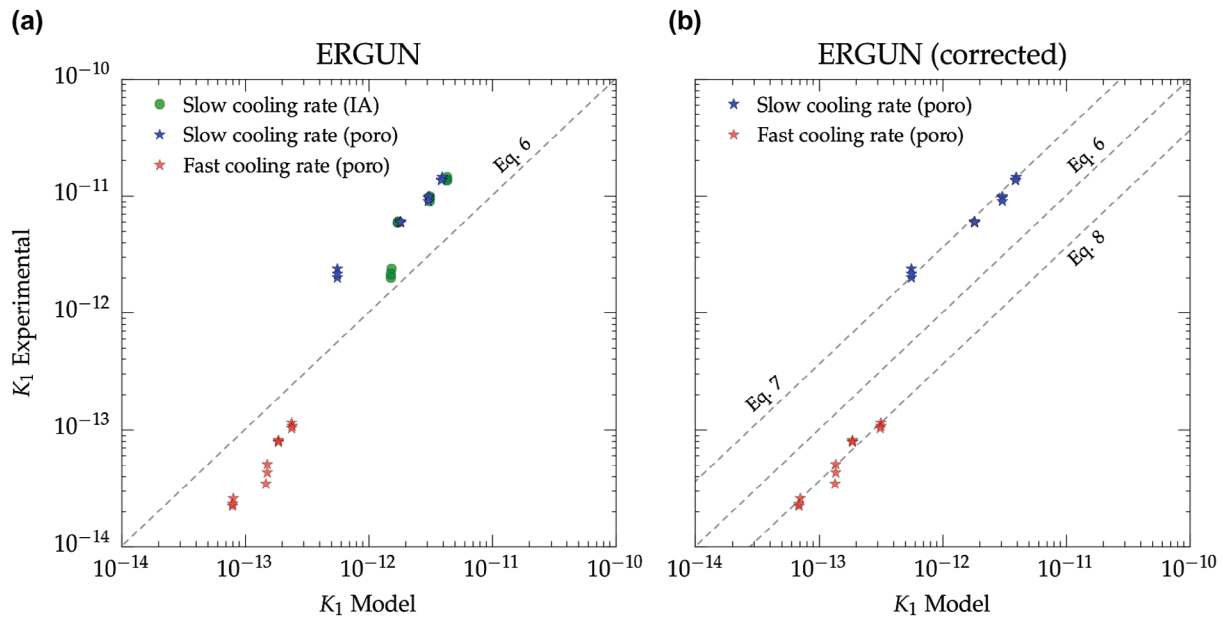 (a)
ERGUN
10⁻¹⁰
10⁻¹¹
10⁻¹²
10⁻¹³
10⁻¹⁴
K₁ Experimental
Slow cooling rate (IA)
Slow cooling rate (poro)
Fast cooling rate (poro)
Eq. 6
10⁻¹⁴ 10⁻¹³ 10⁻¹² 10⁻¹¹ 10⁻¹⁰
K₁ Model
(b)
ERGUN (corrected)
Slow cooling rate (poro)
Fast cooling rate (poro)
Eq. 6
Eq. 8
Eq. 7
10⁻¹⁴ 10⁻¹³ 10⁻¹² 10⁻¹¹ 10⁻¹⁰
K₁ Model